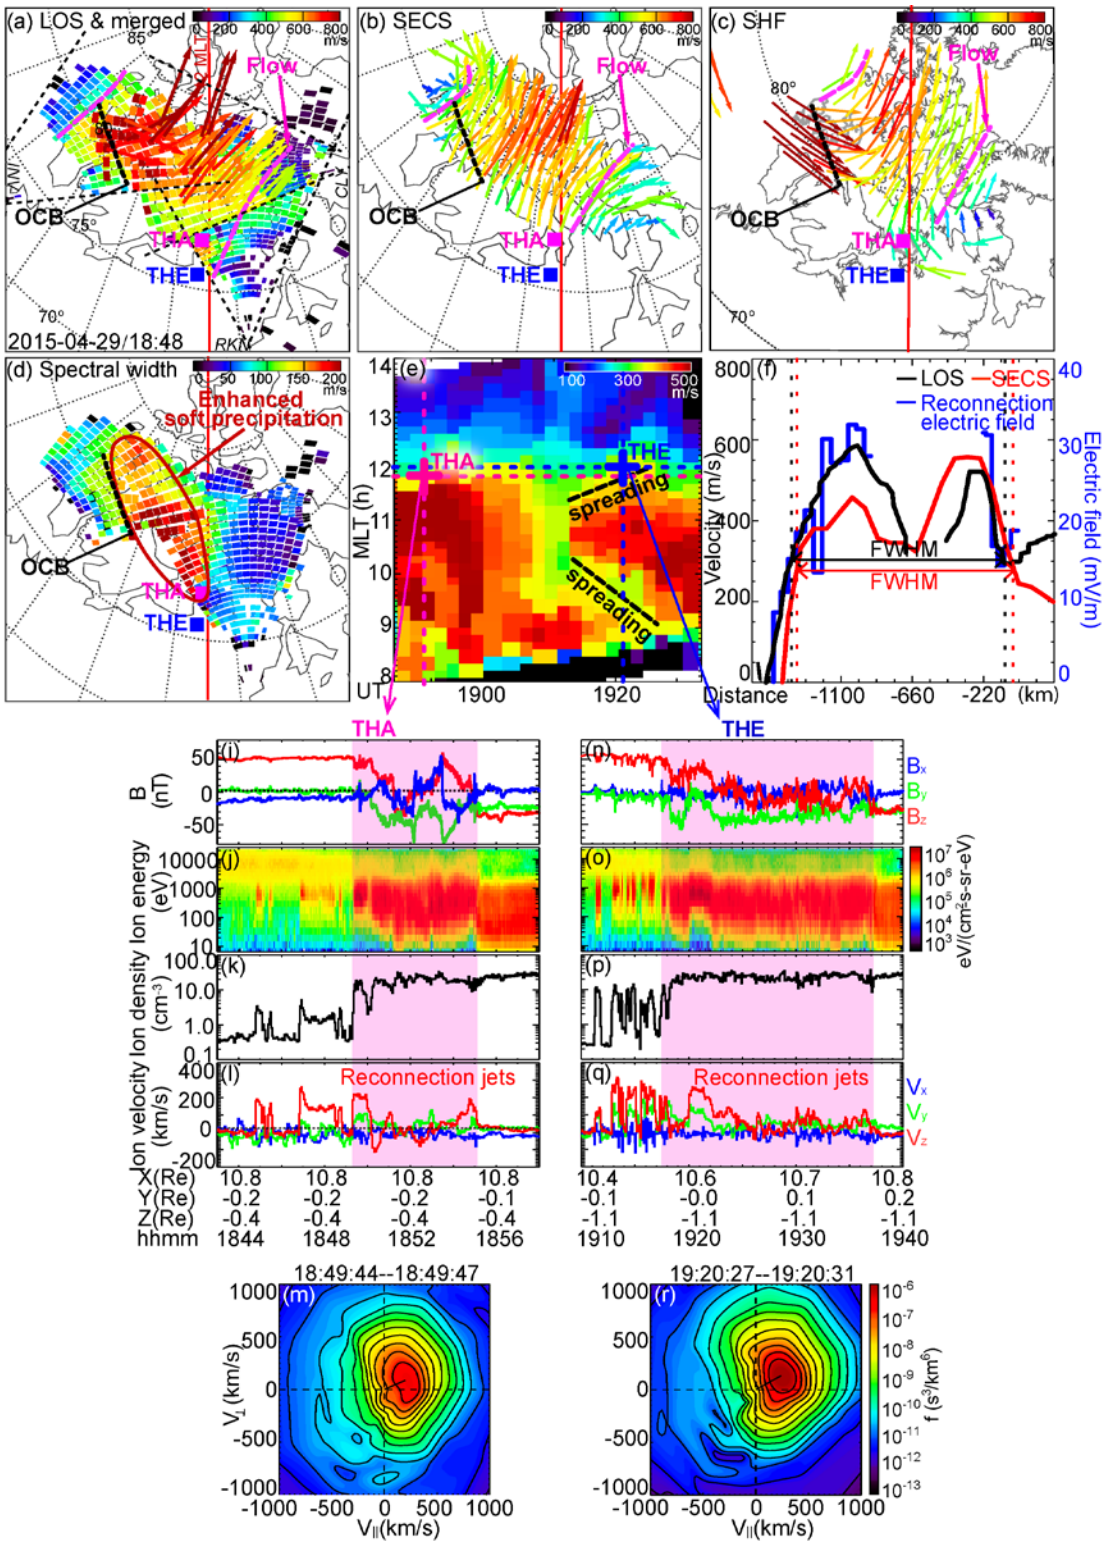 (a) LOS & merged
0 200 400 600 800
m/s
85°
12 MLT
Flow
OCB
75°
THA
THE
70°
2015-04-29/18:48
RKN
(b) SECS
0 200 400 600 800
m/s
Flow
OCB
THA
THE
(c) SHF
0 200 400 600 800
m/s
Flow
80°
OCB
THA
THE
70°
(d) Spectral width
0 50 100 150 200
m/s
Enhanced
soft precipitation
OCB
THA
THE
(e)
100 300 500
m/s
14
13
12
11
10
9
8
MLT (h)
THA
THE
spreading
spreading
UT
1900
1920
(f)
LOS
SECS
Reconnection
electric field
FWHM
FWHM
800
600
400
200
0
Velocity (m/s)
40
30
20
10
0
Electric field (mV/m)
Distance -1100 -660 -220 (km)
THA
THE
(i)
50
0
-50
B
(nT)
(n)
Bx
By
Bz
(j)
10000
1000
100
10
Ion energy
(eV)
(o)
10^7
10^6
10^5
10^4
10^3
eV/(cm²s-sr-eV)
(k)
100.0
10.0
1.0
0.1
Ion density
(cm⁻³)
(p)
(l)
Reconnection jets
400
200
0
-200
Ion velocity
(km/s)
(q)
Reconnection jets
Vx
Vy
Vz
X(Re) 10.8 10.8 10.8 10.8
Y(Re) -0.2 -0.2 -0.2 -0.1
Z(Re) -0.4 -0.4 -0.4 -0.4
hhmm 1844 1848 1852 1856
10.4 10.6 10.7 10.8
-0.1 -0.0 0.1 0.2
-1.1 -1.1 -1.1 -1.1
1910 1920 1930 1940
18:49:44--18:49:47
(m)
1000
500
0
-500
-1000
V⊥(km/s)
-1000 -500 0 500 1000
V||(km/s)
19:20:27--19:20:31
(r)
1000
500
0
-500
-1000
-1000 -500 0 500 1000
V||(km/s)
10^-6
10^-7
10^-8
10^-9
10^-10
10^-11
10^-12
10^-13
f (s³/km⁶)